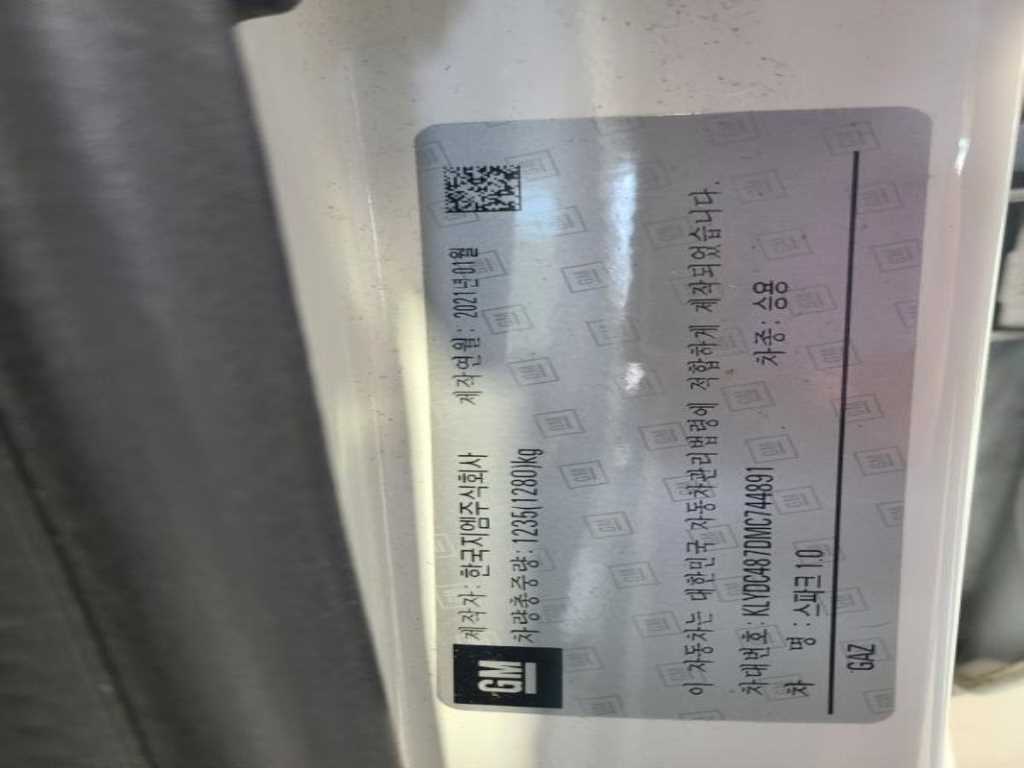 GM
제작자 : 한국지엠주식회사 제작연월 : 2021년01월
차량총중량 : 1235(1280)kg
이 자동차는 대한민국 자동차관리법령에 적합하게 제작되었습니다.
차대번호 : KLYDC487DMC744891 차종 : 승용
차 명 : 스파크 1.0
GAZ